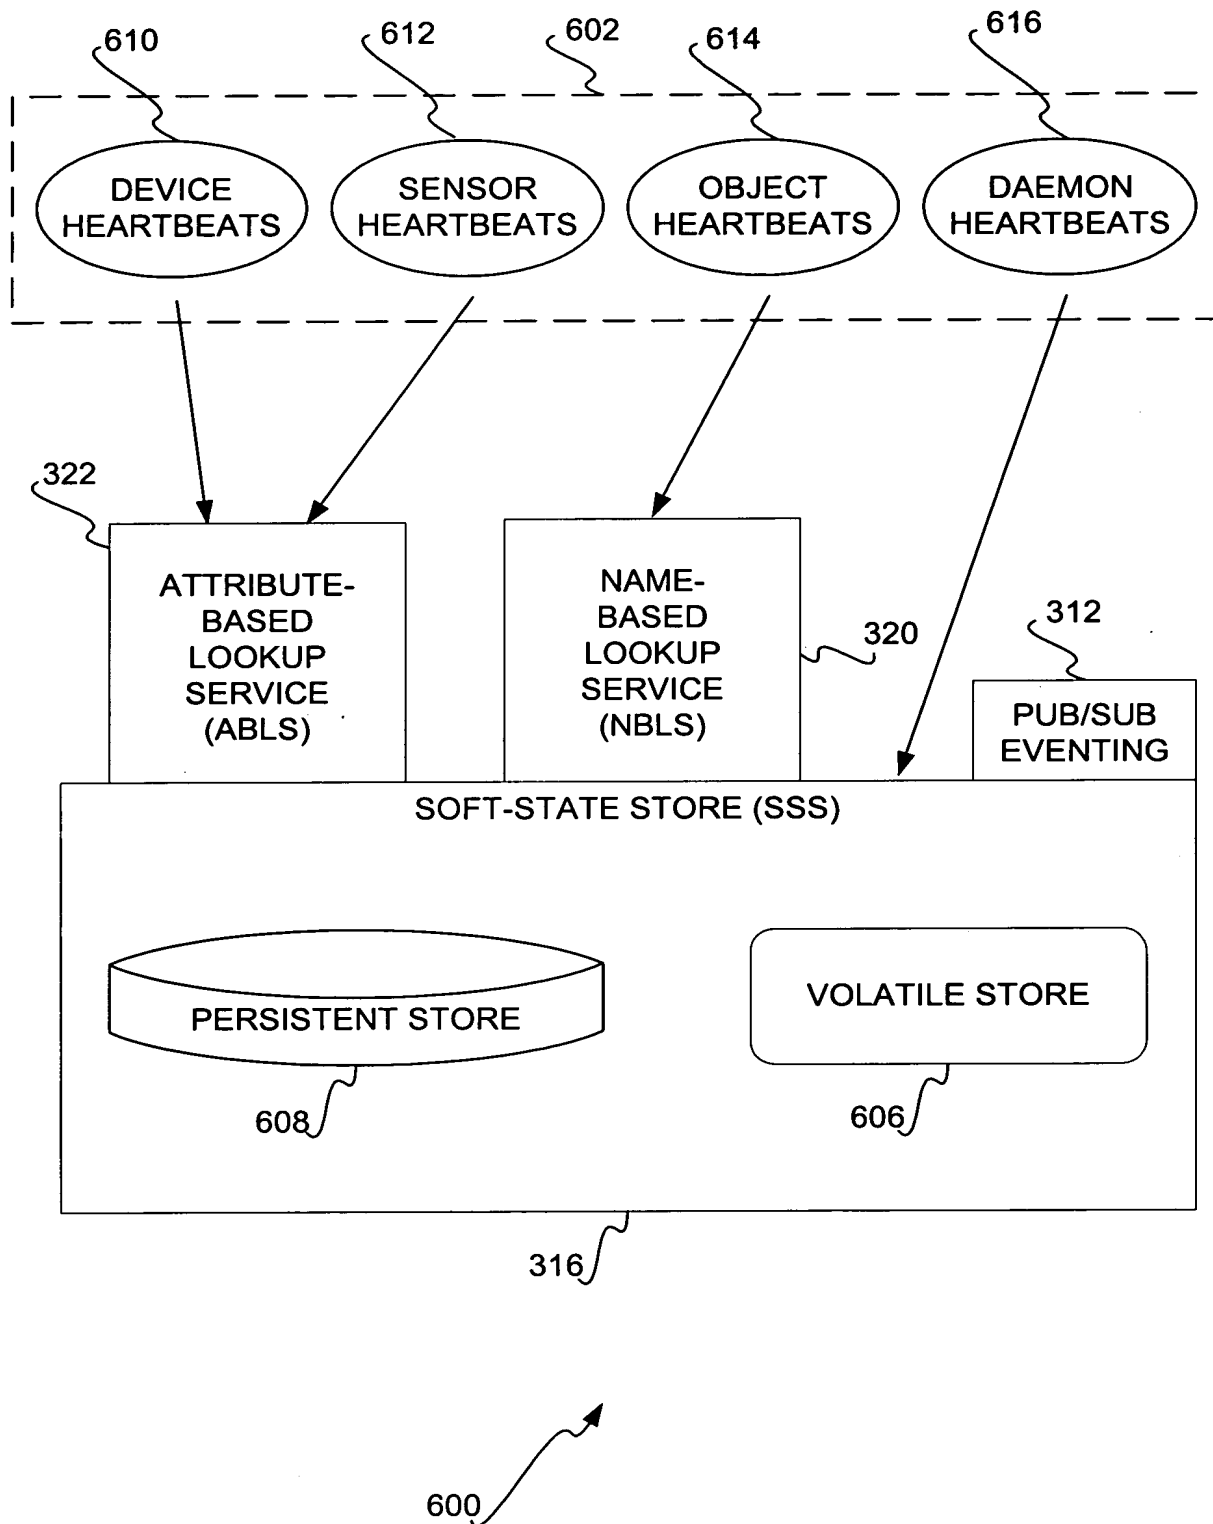 610
612
602
614
616
DEVICE
HEARTBEATS
SENSOR
HEARTBEATS
OBJECT
HEARTBEATS
DAEMON
HEARTBEATS
322
ATTRIBUTE-
BASED
LOOKUP
SERVICE
(ABLS)
NAME-
BASED
LOOKUP
SERVICE
(NBLS)
320
312
PUB/SUB
EVENTING
SOFT-STATE STORE (SSS)
PERSISTENT STORE
VOLATILE STORE
608
606
316
600